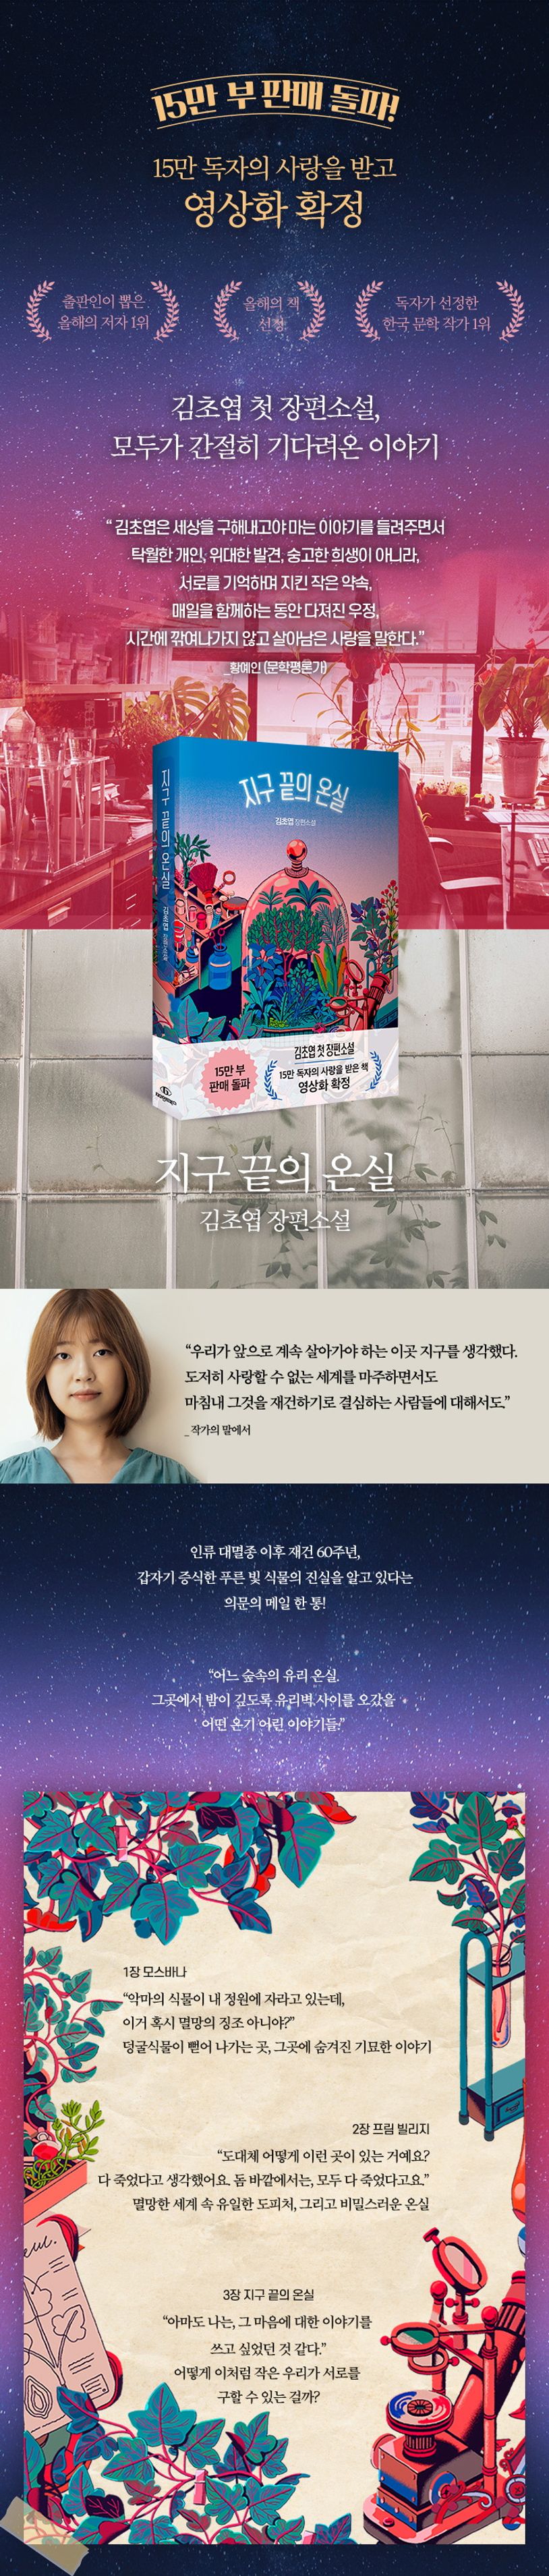 15만 부 판매 돌파!
15만 독자의 사랑을 받고
영상화 확정
출판인이 뽑은
올해의 저자 1위
올해의 책
선정
독자가 선정한
한국 문학 작가 1위
김초엽 첫 장편소설,
모두가 간절히 기다려온 이야기
“ 김초엽은 세상을 구해내고야 마는 이야기를 들려주면서
탁월한 개인, 위대한 발견, 숭고한 희생이 아니라,
서로를 기억하며 지킨 작은 약속,
매일을 함께하는 동안 다져진 우정,
시간에 깎여나가지 않고 살아남은 사랑을 말한다.”
_황예인 (문학평론가)
지구 끝의 온실
김초엽 장편소설
지구 끝의 온실
김초엽 장편소설
15만 부
판매 돌파
김초엽 첫 장편소설
15만 독자의 사랑을 받은 책
영상화 확정
지구 끝의 온실
김초엽 장편소설
“우리가 앞으로 계속 살아가야 하는 이곳 지구를 생각했다.
도저히 사랑할 수 없는 세계를 마주하면서도
마침내 그것을 재건하기로 결심하는 사람들에 대해서도.”
_ 작가의 말에서
인류 대멸종 이후 재건 60주년,
갑자기 증식한 푸른 빛 식물의 진실을 알고 있다는
의문의 메일 한 통!
“어느 숲속의 유리 온실.
그곳에서 밤이 깊도록 유리벽 사이를 오갔을
어떤 온기 어린 이야기들.”
1장 모스바나
“악마의 식물이 내 정원에 자라고 있는데,
이거 혹시 멸망의 징조 아니야?”
덩굴식물이 뻗어 나가는 곳, 그곳에 숨겨진 기묘한 이야기
2장 프림 빌리지
“도대체 어떻게 이런 곳이 있는 거예요?
다 죽었다고 생각했어요. 돔 바깥에서는, 모두 다 죽었다고요.”
멸망한 세계 속 유일한 도피처, 그리고 비밀스러운 온실
3장 지구 끝의 온실
“아마도 나는, 그 마음에 대한 이야기를
쓰고 싶었던 것 같다.”
어떻게 이처럼 작은 우리가 서로를
구할 수 있는 걸까?